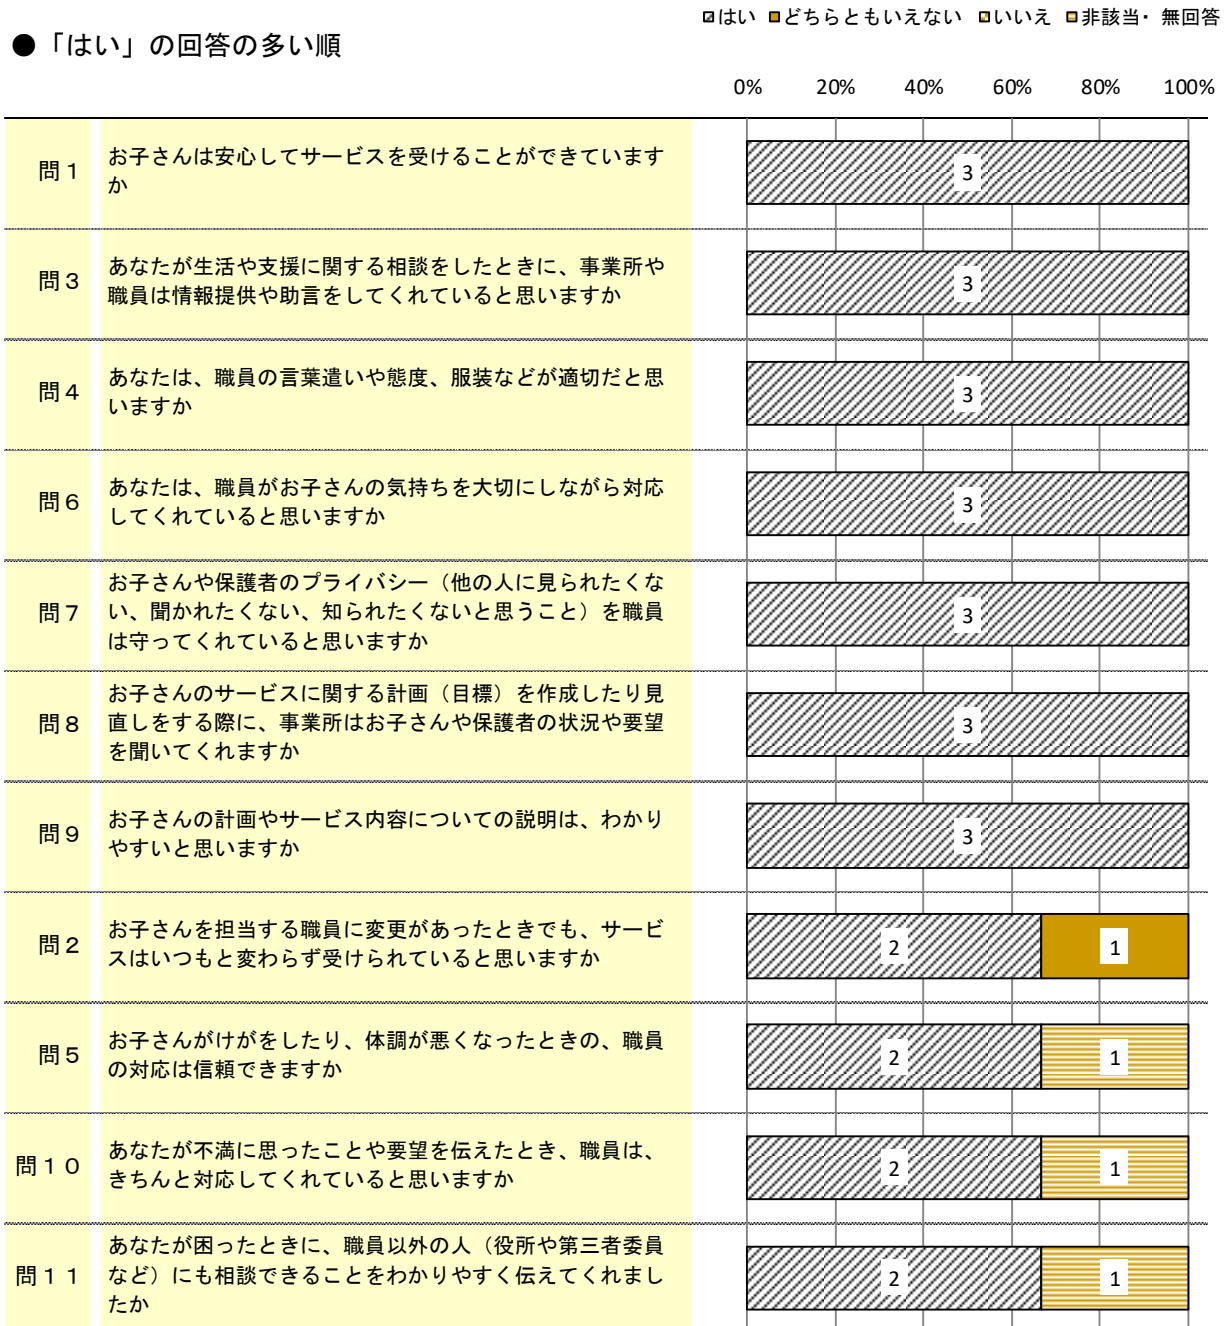 はい どちらともいえない いいえ 非該当・ 無回答
●「はい」の回答の多い順
0% 20% 40% 60% 80% 100%
問１
お子さんは安心してサービスを受けることができています
か
3
問３
あなたが生活や支援に関する相談をしたときに、事業所や
職員は情報提供や助言をしてくれていると思いますか
3
問４
あなたは、職員の言葉遣いや態度、服装などが適切だと思
いますか
3
問６
あなたは、職員がお子さんの気持ちを大切にしながら対応
してくれていると思いますか
3
問７
お子さんや保護者のプライバシー（他の人に見られたくな
い、聞かれたくない、知られたくないと思うこと）を職員
は守ってくれていると思いますか
3
問８
お子さんのサービスに関する計画（目標）を作成したり見
直しをする際に、事業所はお子さんや保護者の状況や要望
を聞いてくれますか
3
問９
お子さんの計画やサービス内容についての説明は、わかり
やすいと思いますか
3
問２
お子さんを担当する職員に変更があったときでも、サービ
スはいつもと変わらず受けられていると思いますか
2 1
問５
お子さんがけがをしたり、体調が悪くなったときの、職員
の対応は信頼できますか
2 1
問１０
あなたが不満に思ったことや要望を伝えたとき、職員は、
きちんと対応してくれていると思いますか
2 1
問１１
あなたが困ったときに、職員以外の人（役所や第三者委員
など）にも相談できることをわかりやすく伝えてくれまし
たか
2 1